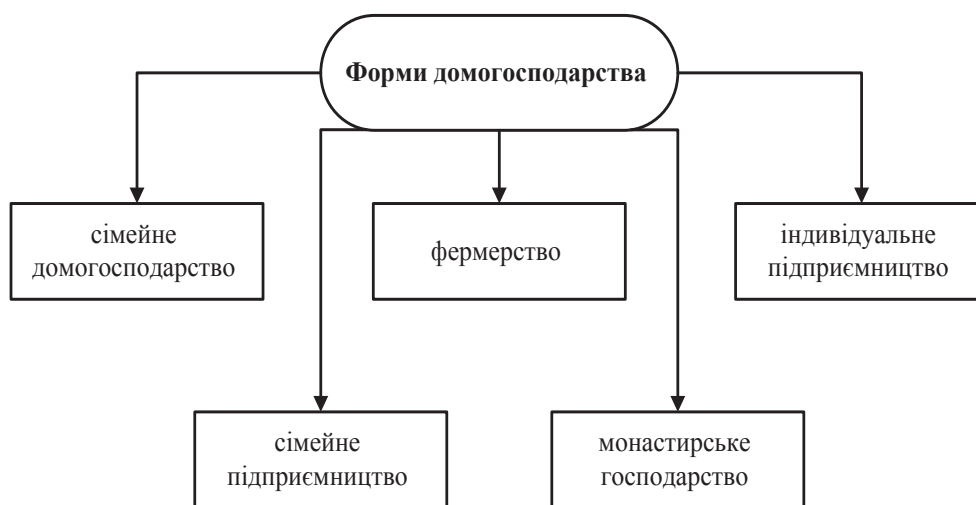 Форми домогосподарства
сімейне
домогосподарство
фермерство
індивідуальне
підприємництво
сімейне
підприємництво
монастирське
господарство